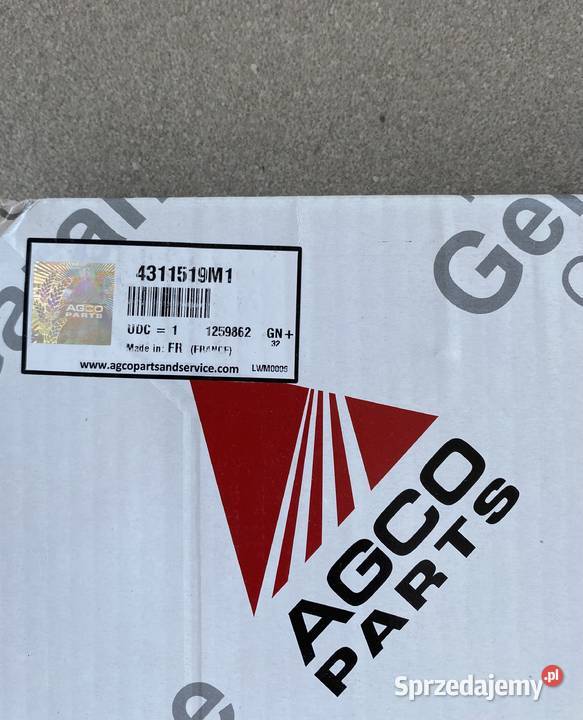 4311519M1
AGCO
PARTS
UDC = 1 1259862 GN+
32
Made in: FR (FRANCE)
www.agcopartsandservice.com LWM0006
AGCO
PARTS
Sprzedajemy.pl